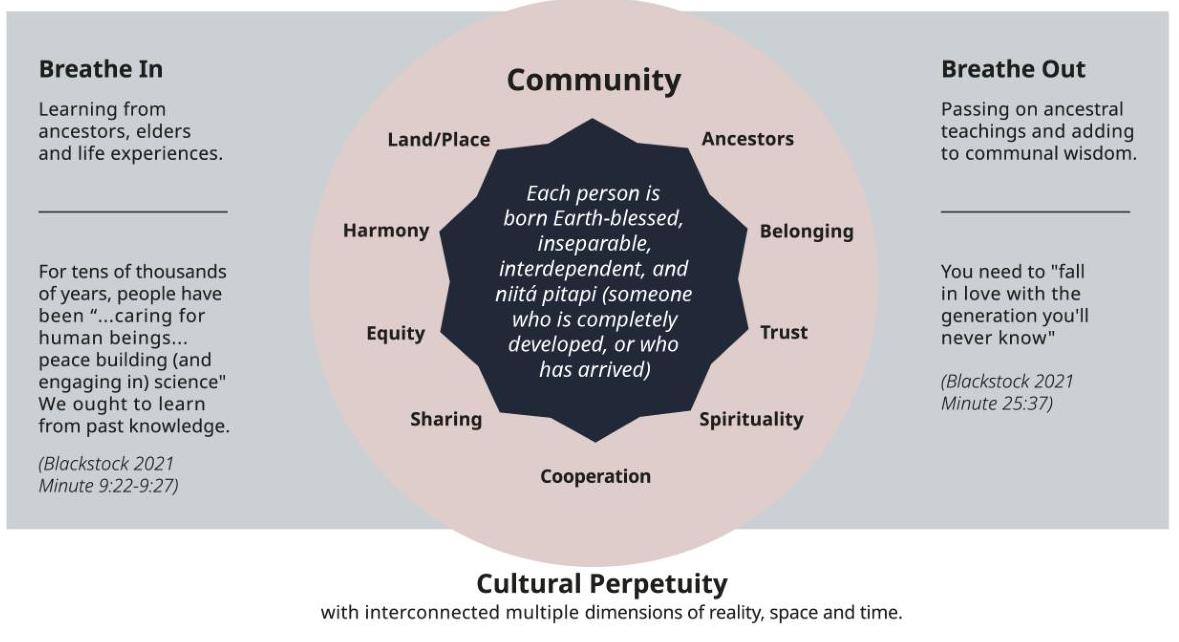 Breathe In
Learning from
ancestors, elders
and life experiences.
For tens of thousands
of years, people have
been “...caring for
human beings...
peace building (and
engaging in) science"
We ought to learn
from past knowledge.
(Blackstock 2021
Minute 9:22-9:27)
Community
Land/Place
Ancestors
Harmony
Belonging
Equity
Trust
Sharing
Spirituality
Cooperation
Each person is
born Earth-blessed,
inseparable,
interdependent, and
niitá pitapi (someone
who is completely
developed, or who
has arrived)
Breathe Out
Passing on ancestral
teachings and adding
to communal wisdom.
You need to "fall
in love with the
generation you'll
never know"
(Blackstock 2021
Minute 25:37)
Cultural Perpetuity
with interconnected multiple dimensions of reality, space and time.